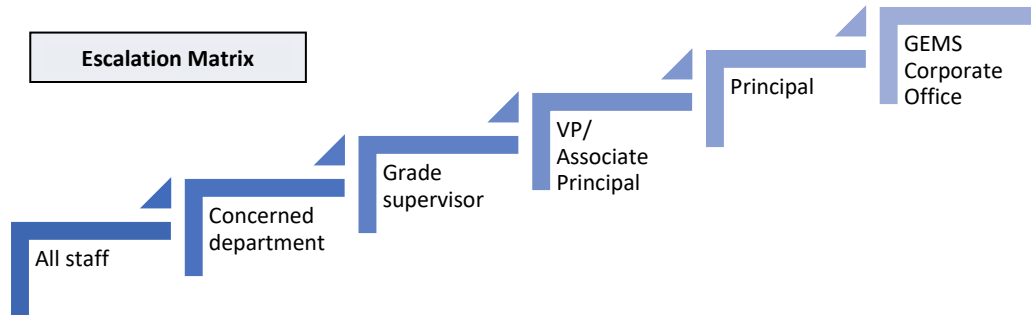 Escalation Matrix
All staff
Concerned
department
Grade
supervisor
VP/
Associate
Principal
Principal
GEMS
Corporate
Office